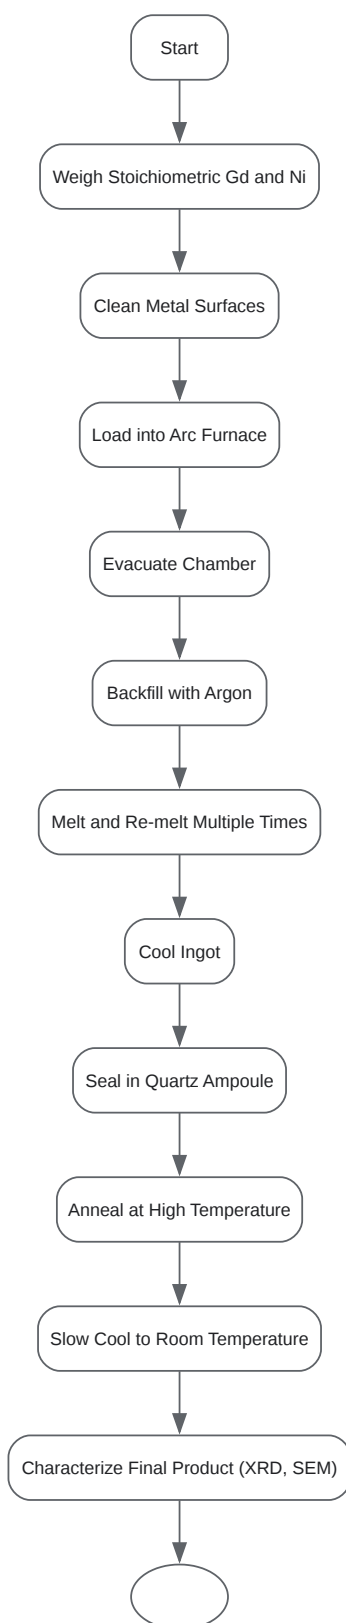 Start
Weigh Stoichiometric Gd and Ni
Clean Metal Surfaces
Load into Arc Furnace
Evacuate Chamber
Backfill with Argon
Melt and Re-melt Multiple Times
Cool Ingot
Seal in Quartz Ampoule
Anneal at High Temperature
Slow Cool to Room Temperature
Characterize Final Product (XRD, SEM)